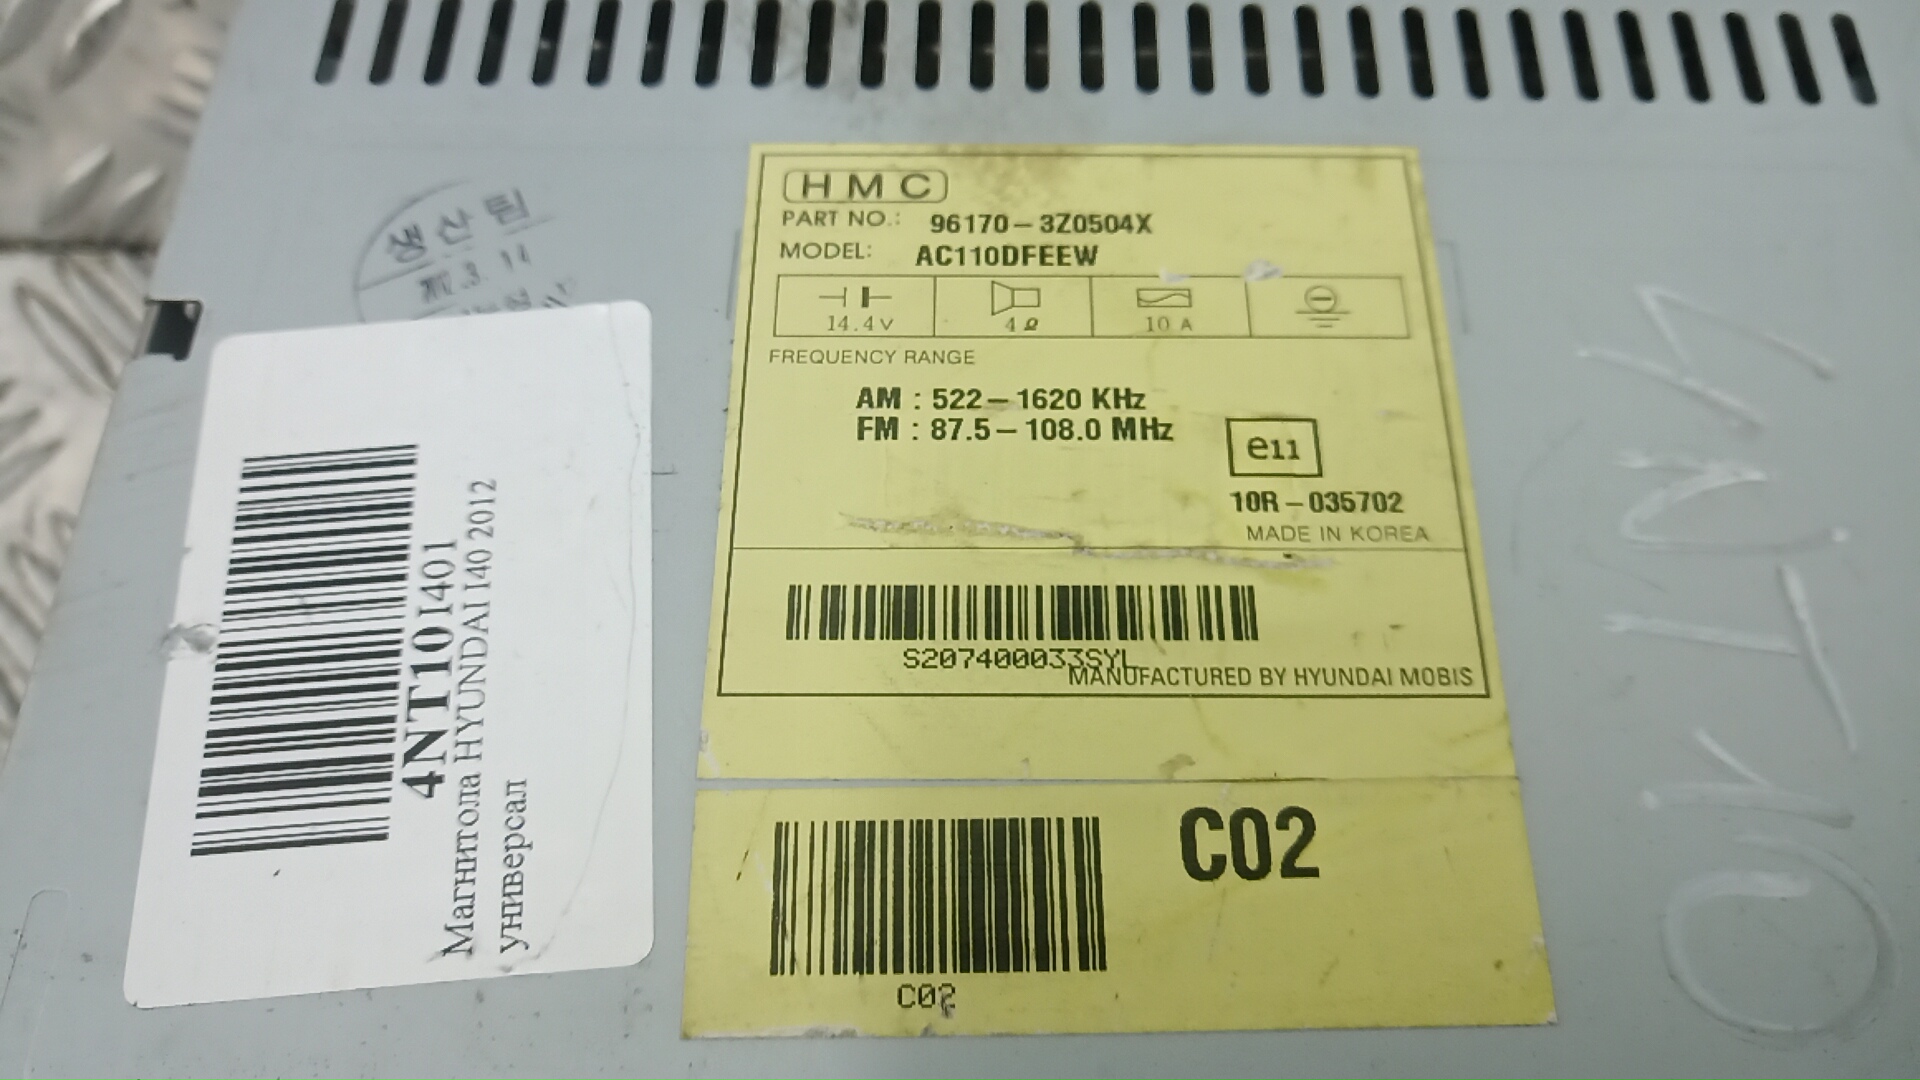 HMC
PART NO.: 96170-3Z0504X
MODEL: AC110DFEEW
14.4V 4Ω 10 A
FREQUENCY RANGE
AM : 522-1620 KHz
FM : 87.5-108.0 MHz
e11
10R-035702
MADE IN KOREA
S207400033SYL
MANUFACTURED BY HYUNDAI MOBIS
C02
C02
4NT10I401
Магнитола HYUNDAI I40 2012
универсал
생산팀